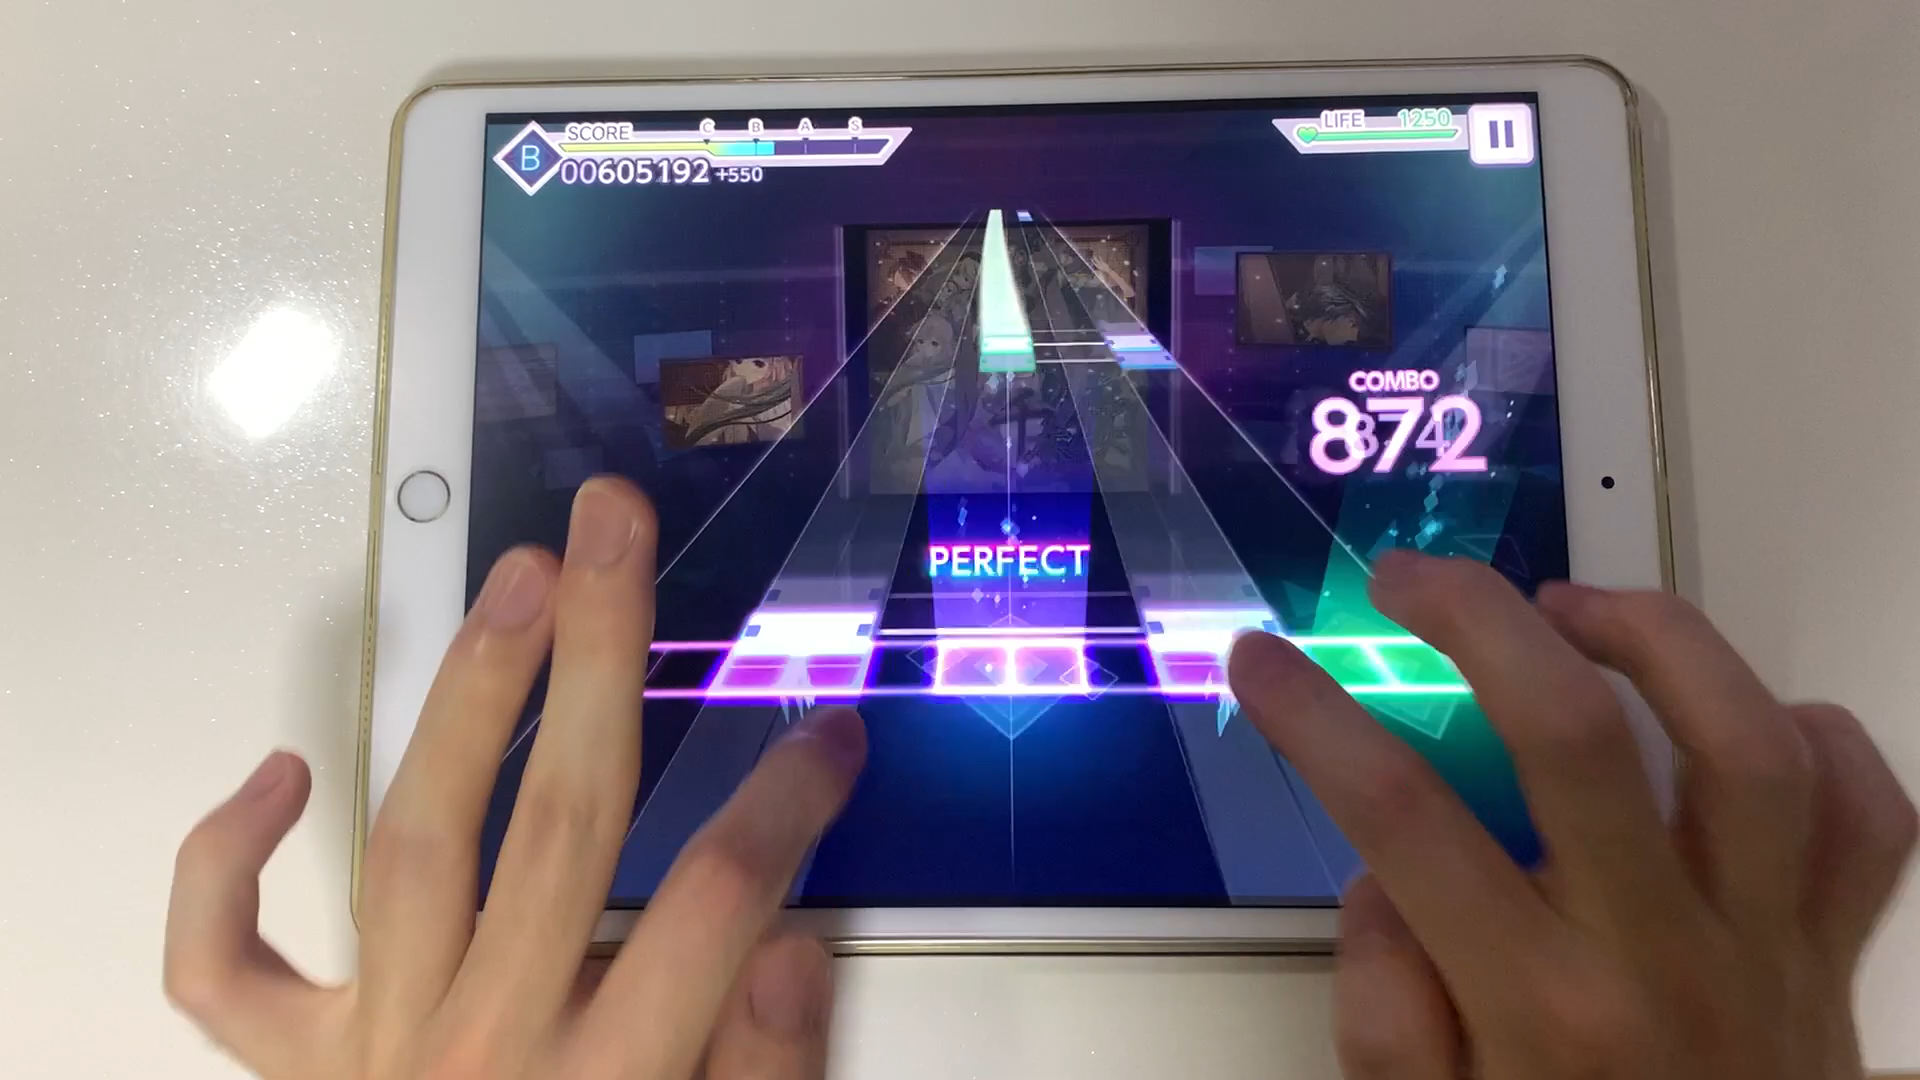 C B A S
SCORE
B
00605192 +550
LIFE 1250
COMBO
872
PERFECT